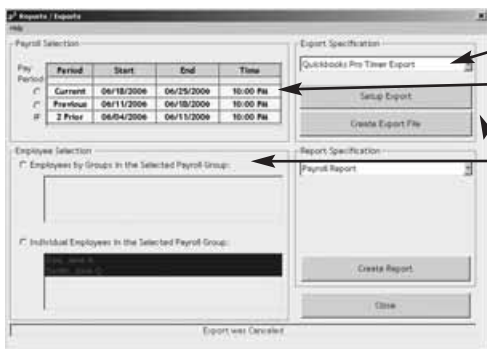 Reports / Exports
Help
Payroll Selection
Pay Period:
Period Start End Time
Current 06/18/2006 06/25/2006 10:00 PM
Previous 06/11/2006 06/18/2006 10:00 PM
2 Prior 06/04/2006 06/11/2006 10:00 PM
Export Specification
Quickbooks Pro Timer Export
Setup Export
Create Export File
Employee Selection
Employees by Groups in the Selected Payroll Group:
Individual Employees in the Selected Payroll Group:
Report Specification
Payroll Report
Create Report
Close
Export was Canceled